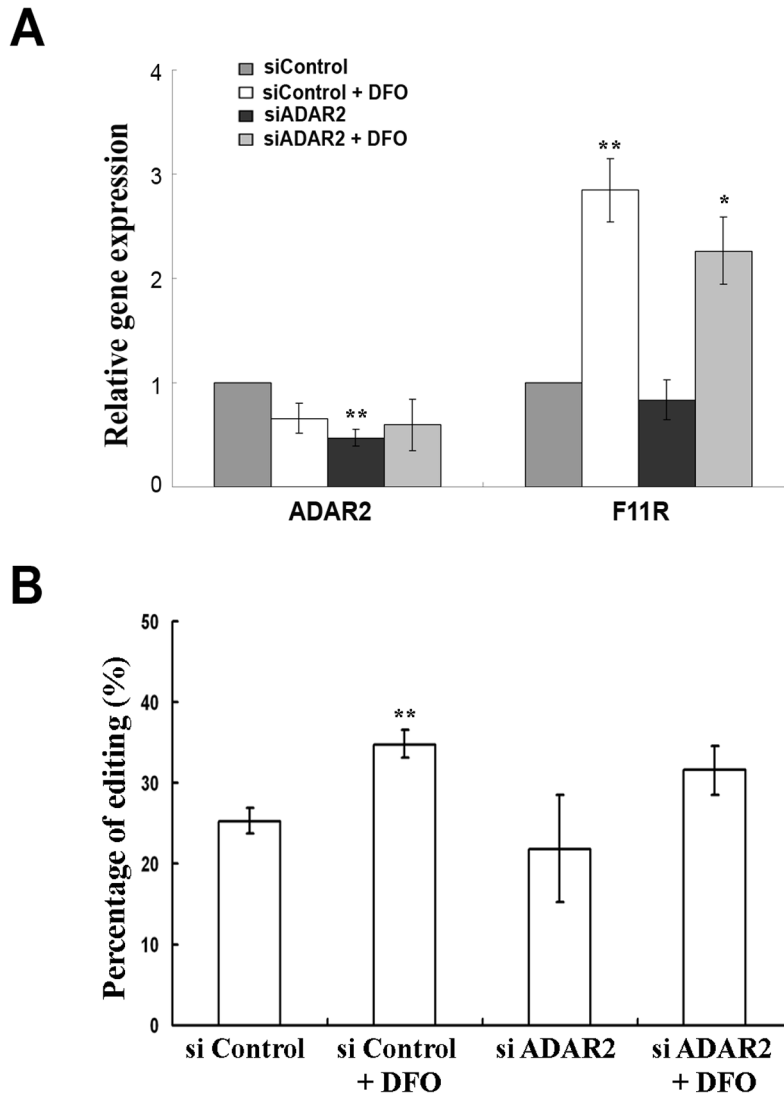 A
4
3
2
1
0
Relative gene expression
siControl
siControl + DFO
siADAR2
siADAR2 + DFO
**
**
*
ADAR2
F11R
B
50
40
30
20
10
0
Percentage of editing (%)
**
si Control
si Control
+ DFO
si ADAR2
si ADAR2
+ DFO